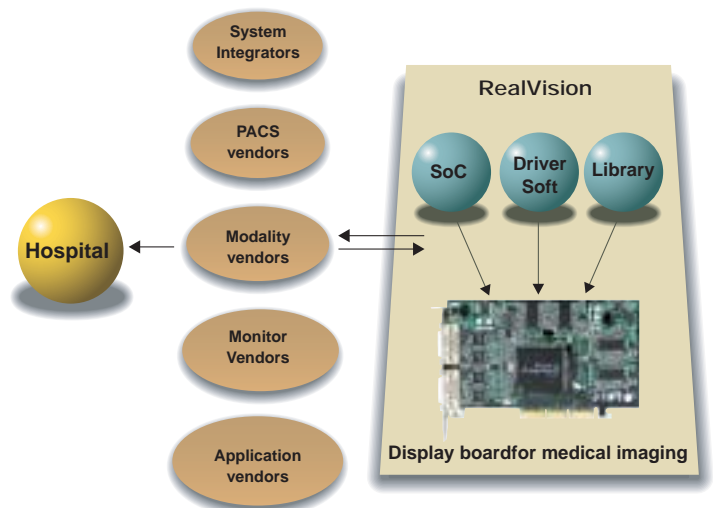 System
Integrators
PACS
vendors
Modality
vendors
Monitor
Vendors
Application
vendors
Hospital
RealVision
SoC
Driver
Soft
Library
Display boardfor medical imaging